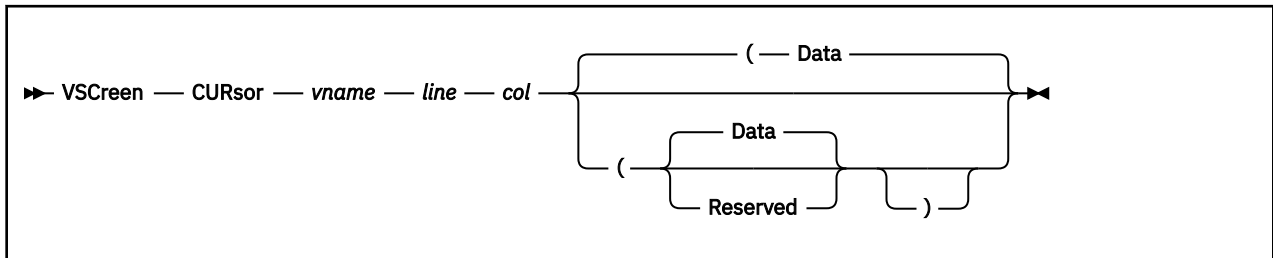 ( Data
VSCreen CURsor vname line col
Data
(
Reserved )